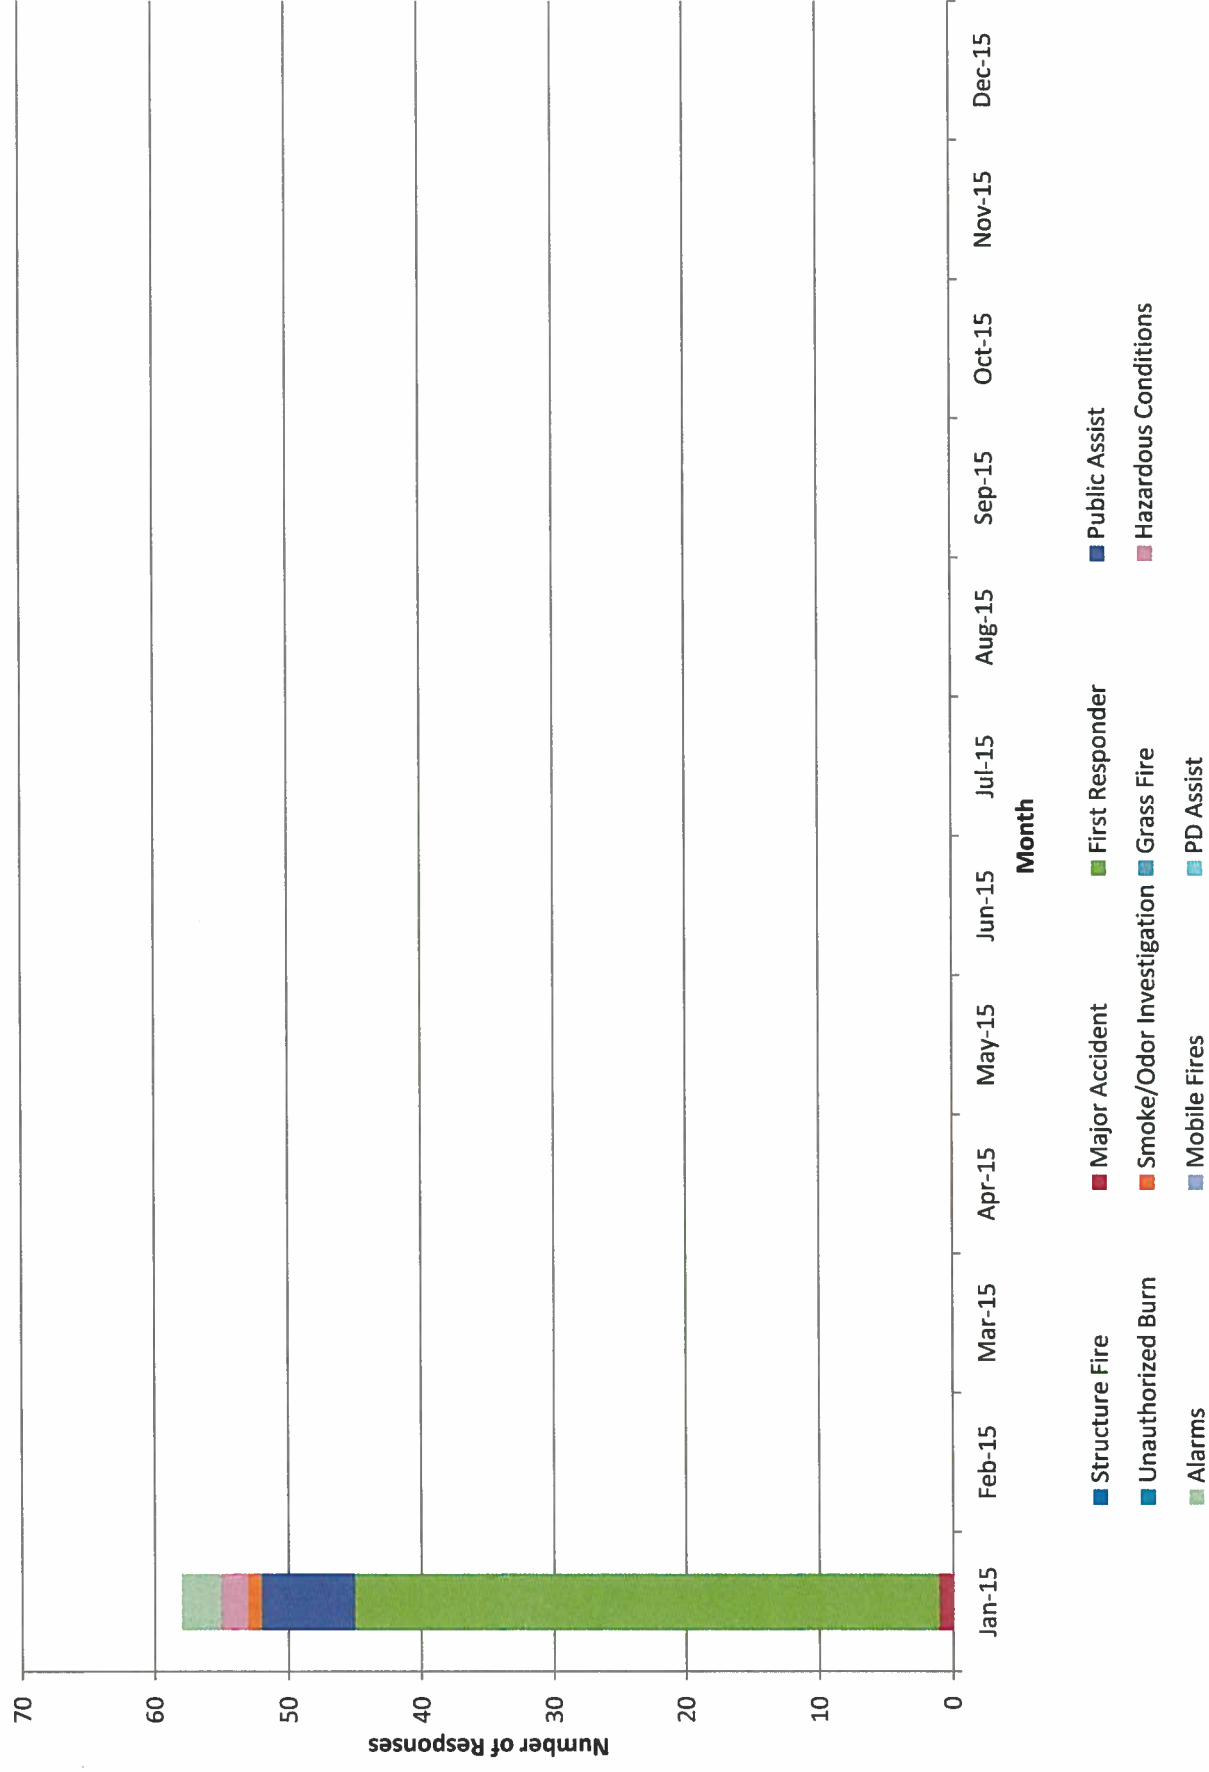 70
60
50
40
30
20
10
0
Number of Responses
Jan-15 Feb-15 Mar-15 Apr-15 May-15 Jun-15 Jul-15 Aug-15 Sep-15 Oct-15 Nov-15 Dec-15
Month
Structure Fire Major Accident First Responder Public Assist
Unauthorized Burn Smoke/Odor Investigation Grass Fire Hazardous Conditions
Alarms Mobile Fires PD Assist